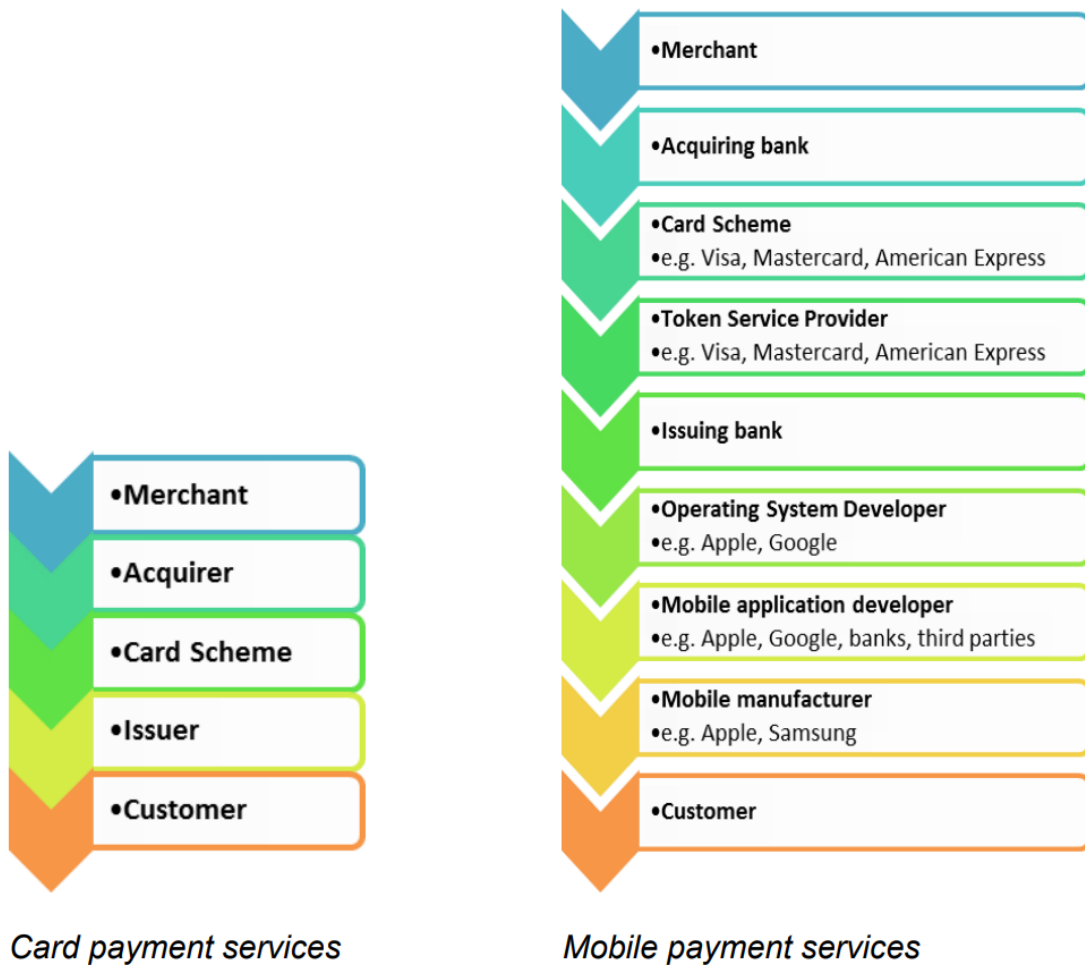 •Merchant
•Acquirer
•Card Scheme
•Issuer
•Customer
Card payment services
•Merchant
•Acquiring bank
•Card Scheme
•e.g. Visa, Mastercard, American Express
•Token Service Provider
•e.g. Visa, Mastercard, American Express
•Issuing bank
•Operating System Developer
•e.g. Apple, Google
•Mobile application developer
•e.g. Apple, Google, banks, third parties
•Mobile manufacturer
•e.g. Apple, Samsung
•Customer
Mobile payment services